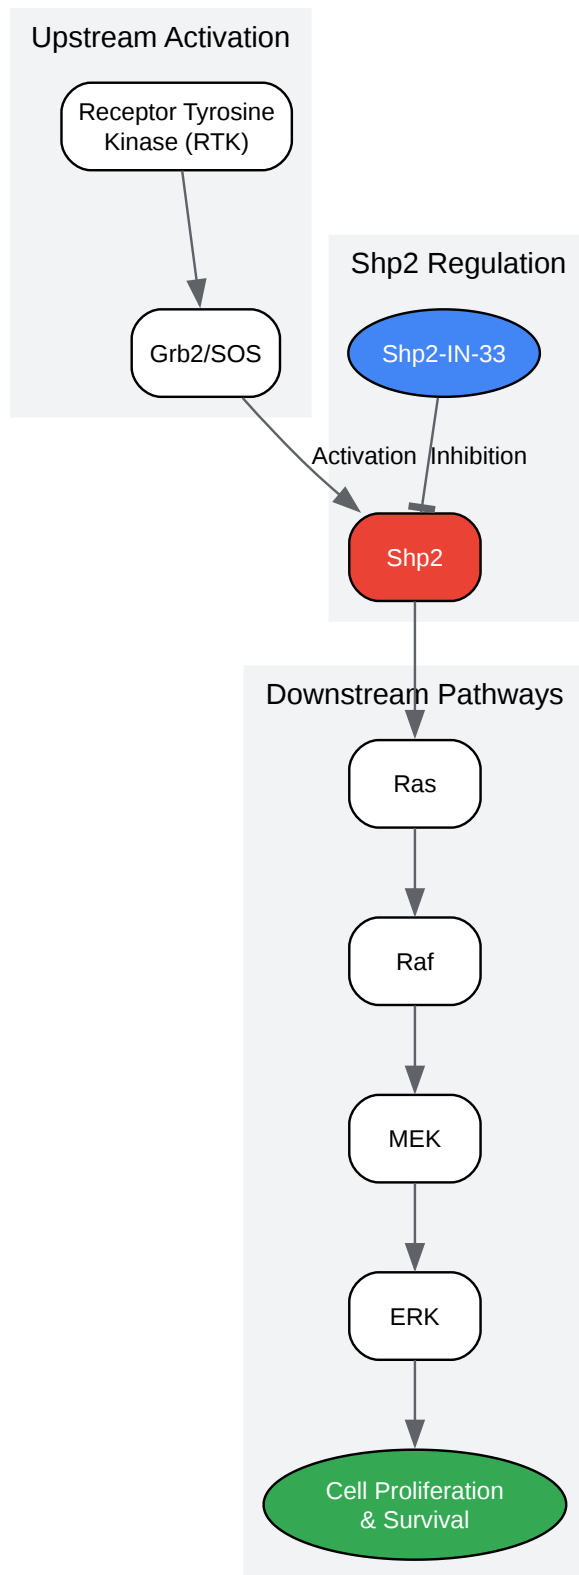 Upstream Activation
Receptor Tyrosine
Kinase (RTK)
Grb2/SOS
Shp2 Regulation
Shp2-IN-33
Activation
Inhibition
Shp2
Downstream Pathways
Ras
Raf
MEK
ERK
Cell Proliferation
& Survival